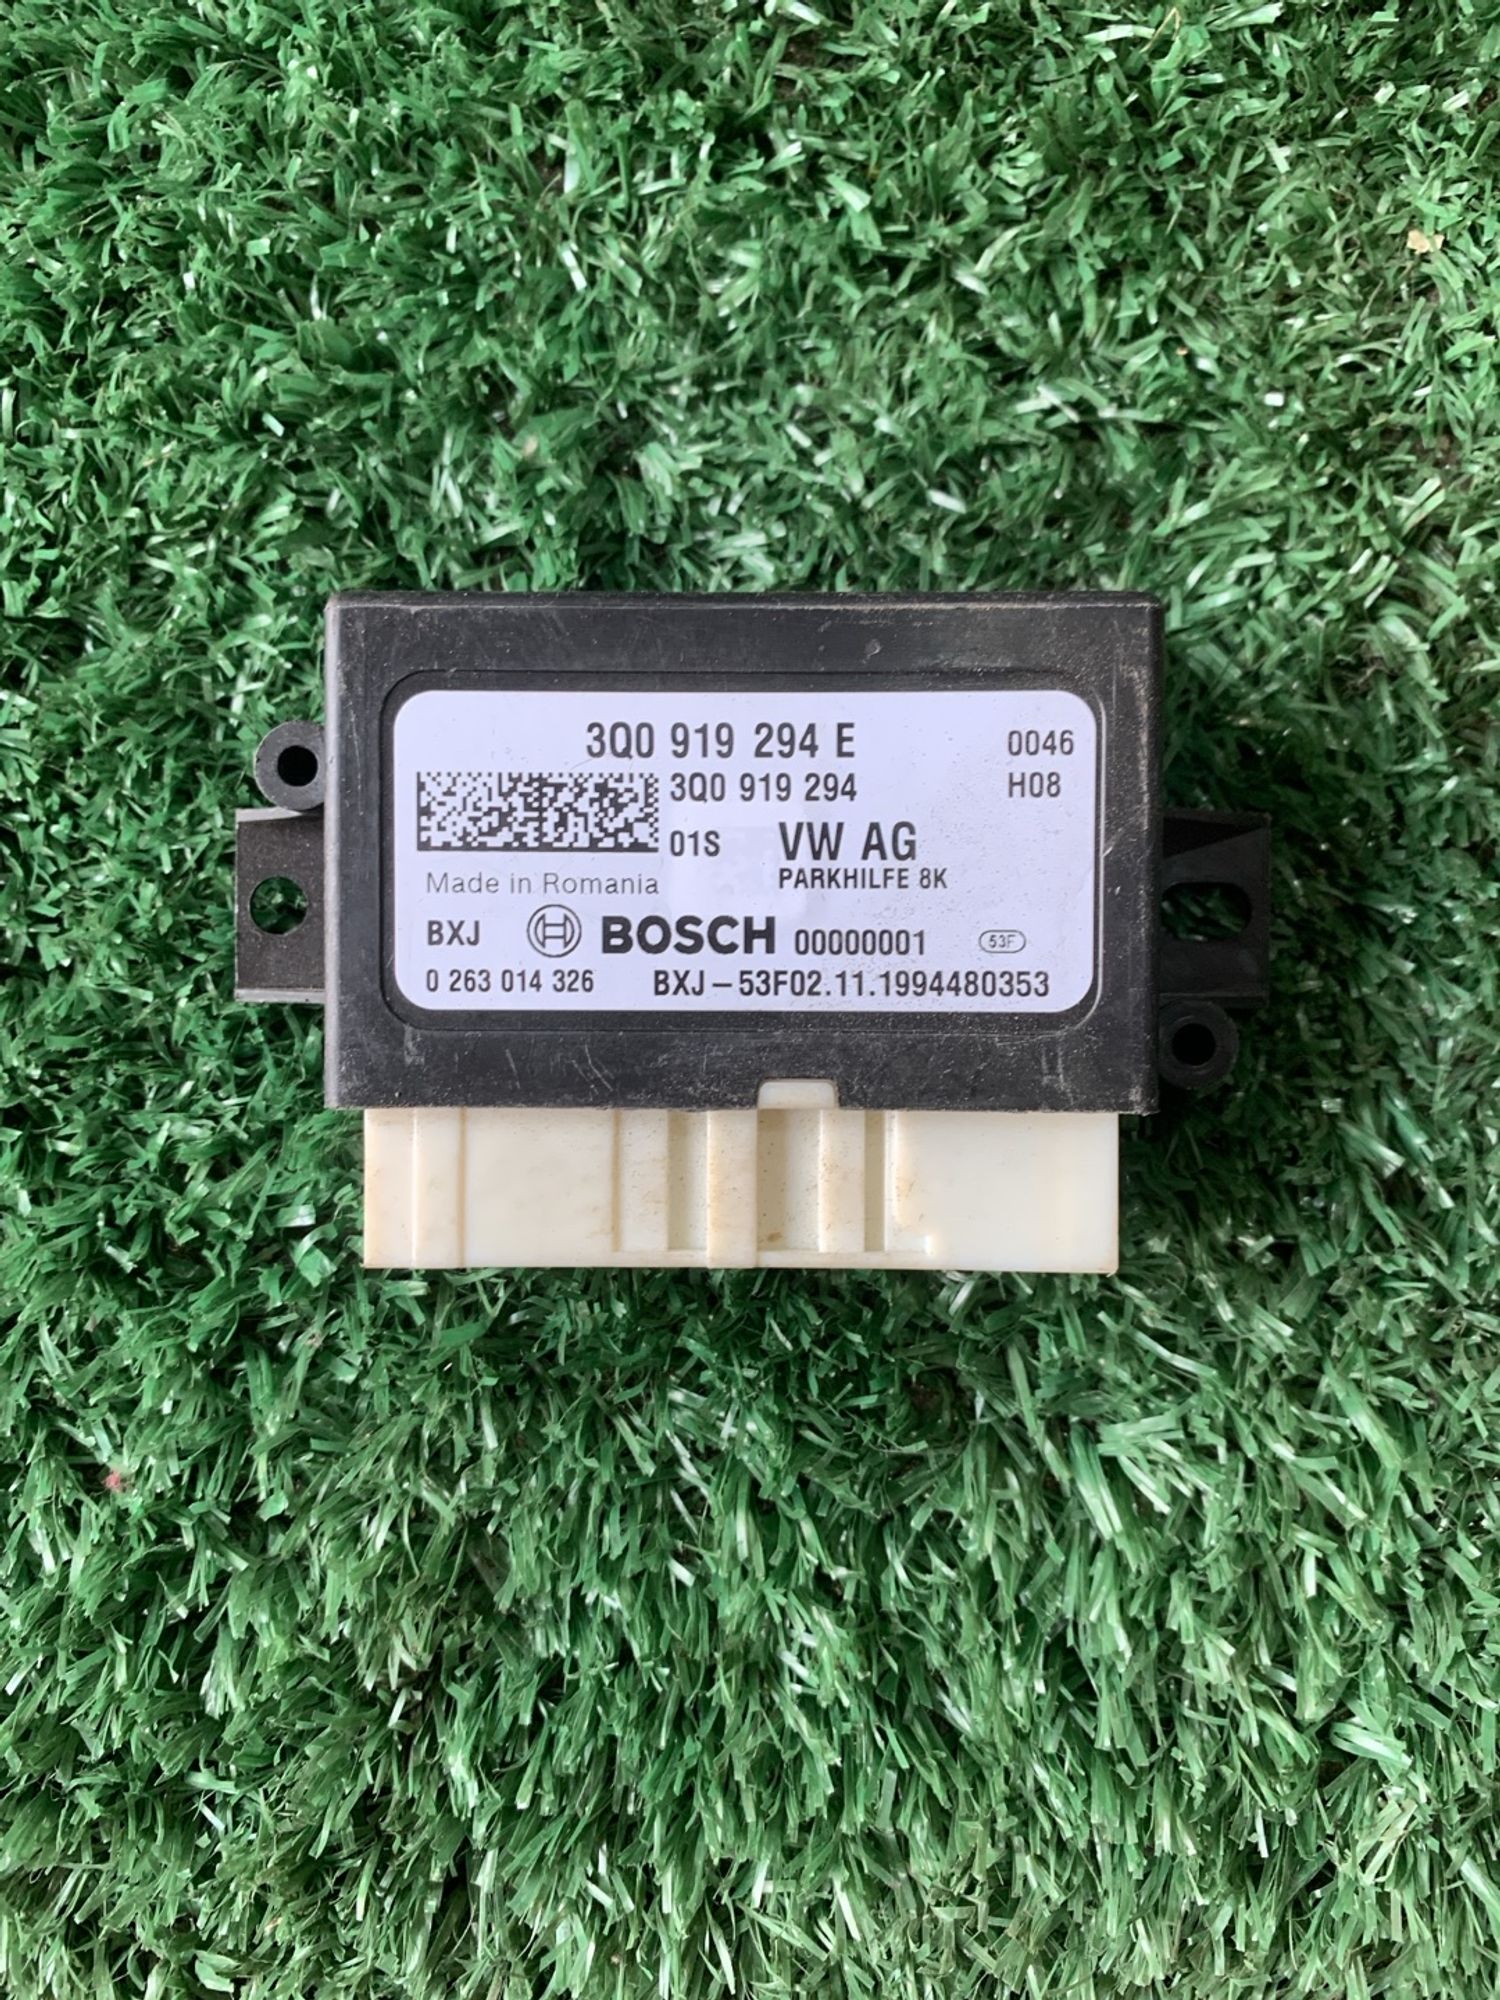 3Q0 919 294 E 0046
3Q0 919 294 H08
01S VW AG
Made in Romania PARKHILFE 8K
BXJ BOSCH 00000001 53F
0 263 014 326 BXJ-53F02.11.1994480353